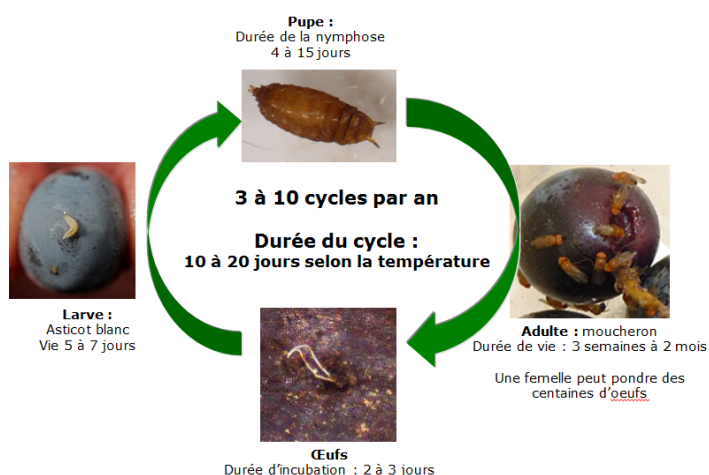 Pupe :
Durée de la nymphose
4 à 15 jours
3 à 10 cycles par an
Durée du cycle :
10 à 20 jours selon la température
Larve :
Asticot blanc
Vie 5 à 7 jours
Adulte : moucheron
Durée de vie : 3 semaines à 2 mois
Une femelle peut pondre des
centaines d’oeufs
Œufs
Durée d’incubation : 2 à 3 jours